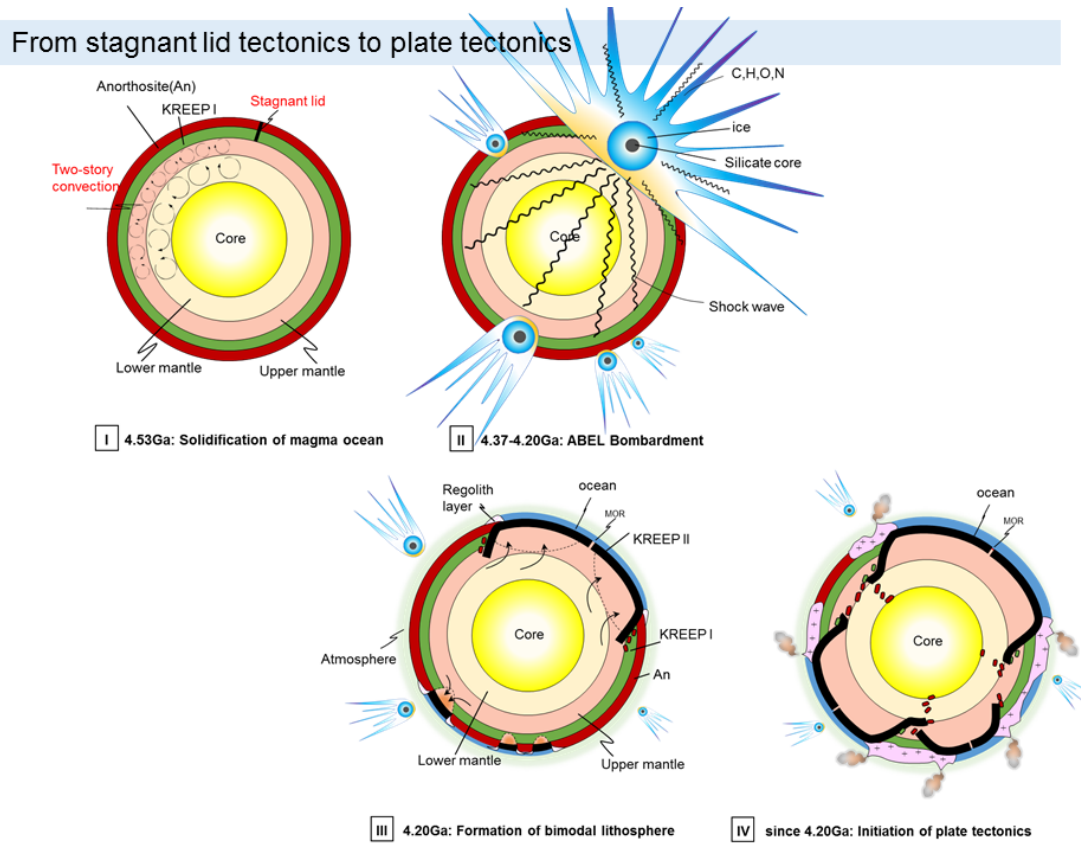 From stagnant lid tectonics to plate tectonics
Anorthosite(An)
KREEP I
Stagnant lid
Two-story
convection
Core
Lower mantle
Upper mantle
I 4.53Ga: Solidification of magma ocean
C,H,O,N
ice
Silicate core
Core
Shock wave
II 4.37-4.20Ga: ABEL Bombardment
Regolith
layer
ocean
MOR
KREEP II
Core
KREEP I
An
Atmosphere
Lower mantle
Upper mantle
III 4.20Ga: Formation of bimodal lithosphere
ocean
MOR
Core
IV since 4.20Ga: Initiation of plate tectonics